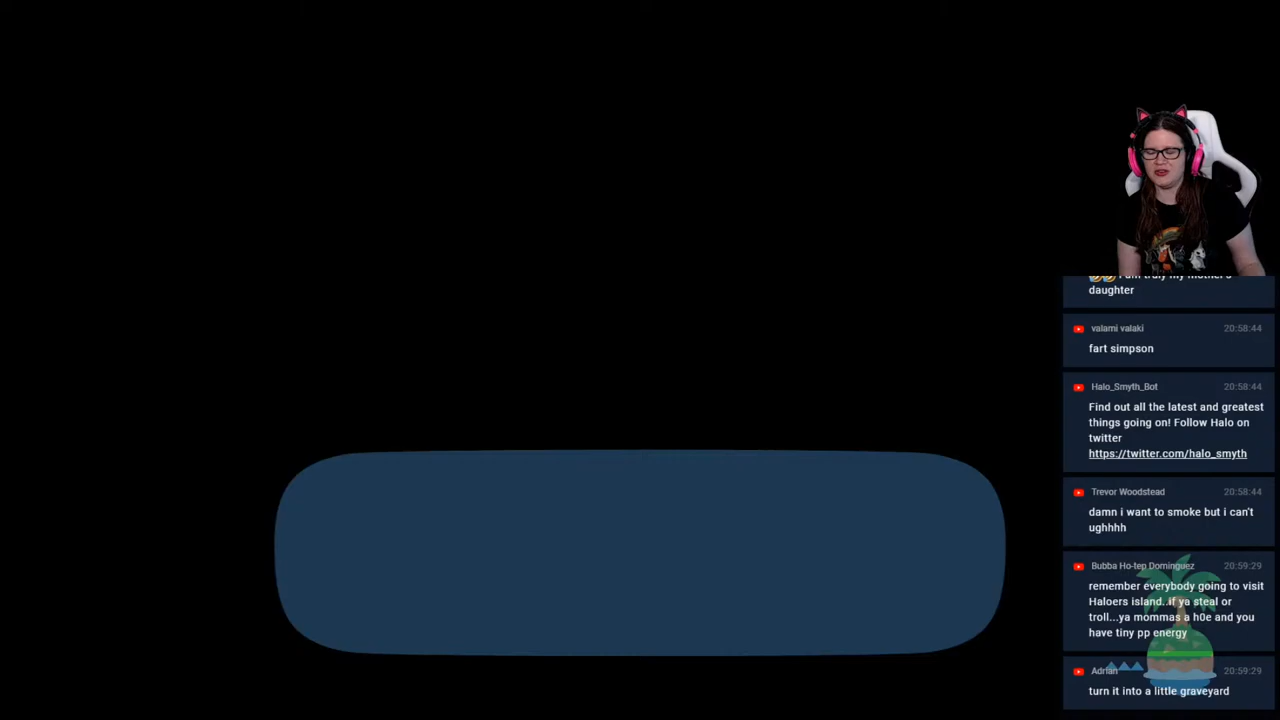 daughter
valami valaki 20:58:44
fart simpson
Halo_Smyth_Bot 20:58:44
Find out all the latest and greatest
things going on! Follow Halo on
twitter
https://twitter.com/halo_smyth
Trevor Woodstead 20:58:44
damn i want to smoke but i can't
ughhhh
Bubba Ho-tep Dominguez 20:59:29
remember everybody going to visit
Haloers island..if ya steal or
troll...ya mommas a h0e and you
have tiny pp energy
Adrian 20:59:29
turn it into a little graveyard